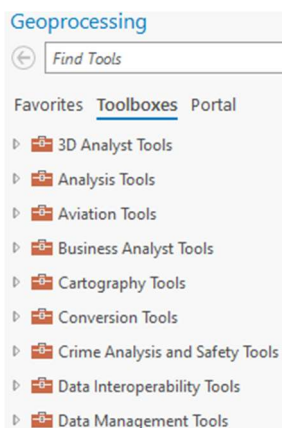 Geoprocessing
Find Tools
Favorites Toolboxes Portal
3D Analyst Tools
Analysis Tools
Aviation Tools
Business Analyst Tools
Cartography Tools
Conversion Tools
Crime Analysis and Safety Tools
Data Interoperability Tools
Data Management Tools